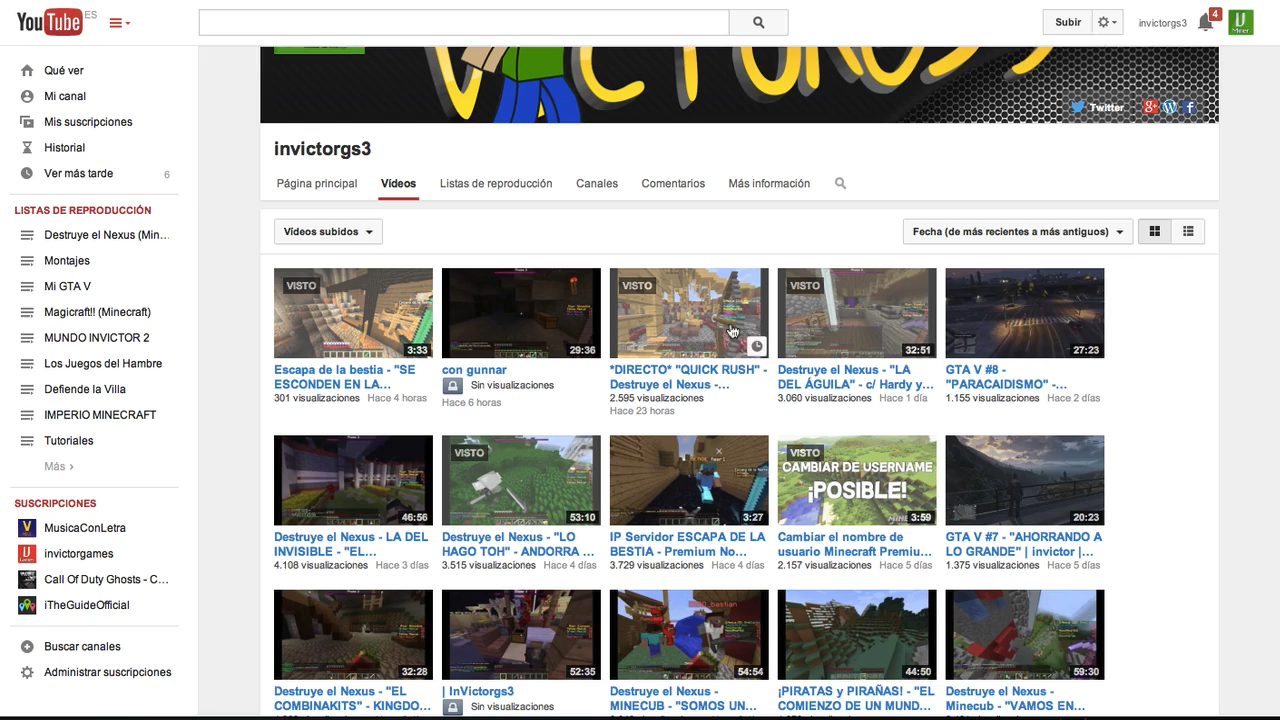 YouTube ES
Subir
invictorgs3
4
Miner
Qué ver
Mi canal
Mis suscripciones
Historial
Ver más tarde 6
LISTAS DE REPRODUCCIÓN
Destruye el Nexus (Min...
Montajes
Mi GTA V
Magicraft!! (Minecraft)
MUNDO INVICTOR 2
Los Juegos del Hambre
Defiende la Villa
IMPERIO MINECRAFT
Tutoriales
Más >
SUSCRIPCIONES
MusicaConLetra
invictorgames
Call Of Duty Ghosts - C...
iTheGuideOfficial
Buscar canales
Administrar suscripciones
Twitter
invictorgs3
Página principal Vídeos Listas de reproducción Canales Comentarios Más información
Vídeos subidos
Fecha (de más recientes a más antiguos)
VISTO
3:33
Escapa de la bestia - "SE
ESCONDEN EN LA...
301 visualizaciones Hace 4 horas
29:36
con gunnar
Sin visualizaciones
Hace 6 horas
VISTO
*DIRECTO* "QUICK RUSH" -
Destruye el Nexus -...
2.595 visualizaciones
Hace 23 horas
VISTO
32:51
Destruye el Nexus - "LA
DEL ÁGUILA" - c/ Hardy y...
3.060 visualizaciones Hace 1 día
27:23
GTA V #8 -
"PARACAIDISMO" -...
1.155 visualizaciones Hace 2 días
46:56
Destruye el Nexus - LA DEL
INVISIBLE - "EL...
4.108 visualizaciones Hace 3 días
VISTO
53:10
Destruye el Nexus - "LO
HAGO TOH" - ANDORRA ...
3.515 visualizaciones Hace 4 días
3:27
IP Servidor ESCAPA DE LA
BESTIA - Premium No...
3.729 visualizaciones Hace 4 días
VISTO
CAMBIAR DE USERNAME
¡POSIBLE!
3:59
Cambiar el nombre de
usuario Minecraft Premiu...
2.157 visualizaciones Hace 5 días
20:23
GTA V #7 - "AHORRANDO A
LO GRANDE" | invictor |...
1.375 visualizaciones Hace 5 días
32:28
Destruye el Nexus - "EL
COMBINAKITS" - KINGDO...
52:35
| InVictorgs3
Sin visualizaciones
54:54
Destruye el Nexus -
MINECUB - "SOMOS UN...
44:50
¡PIRATAS y PIRAÑAS! - "EL
COMIENZO DE UN MUND...
59:30
Destruye el Nexus -
Minecub - "VAMOS EN...